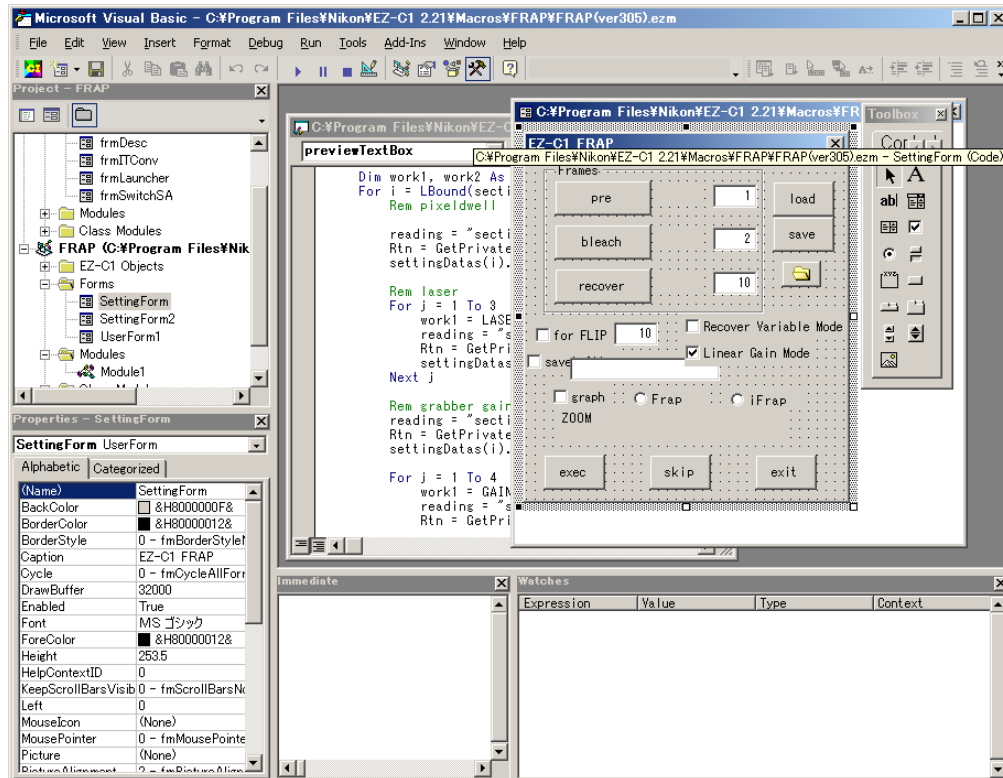 Microsoft Visual Basic - C:¥Program Files¥Nikon¥EZ-C1 2.21¥Macros¥FRAP¥FRAP(ver305).ezm
File Edit View Insert Format Debug Run Tools Add-Ins Window Help
Project - FRAP
frmDesc
frmITConv
frmLauncher
frmSwitchSA
Modules
Class Modules
FRAP (C:¥Program Files¥Nik
EZ-C1 Objects
Forms
SettingForm
SettingForm2
UserForm1
Modules
Module1
Properties - SettingForm
SettingForm UserForm
Alphabetic Categorized
(Name) SettingForm
BackColor &H8000000F&
BorderColor &H80000012&
BorderStyle 0 - fmBorderStyle
Caption EZ-C1 FRAP
Cycle 0 - fmCycleAllForr
DrawBuffer 32000
Enabled True
Font MS ゴシック
ForeColor &H80000012&
Height 253.5
HelpContextID 0
KeepScrollBarsVisib 0 - fmScrollBarsNo
Left 0
MouseIcon (None)
MousePointer 0 - fmMousePointe
Picture (None)
PictureAlignment 2 - fmPictureAlign
C:¥Program Files¥Nikon¥EZ-C
previewTextBox
Dim work1, work2 As
For i = LBound(secti
Rem pixeldwell
reading = "secti
Rtn = GetPrivate
settingDatas(i).
Rem laser
For j = 1 To 3
work1 = LASE
reading = "s
Rtn = GetPri
settingDatas
Next j
Rem grabber gain
reading = "secti
Rtn = GetPrivate
settingDatas(i).
For j = 1 To 4
work1 = GAIN
reading = "s
Rtn = GetPri
C:¥Program Files¥Nikon¥EZ-C1 2.21¥Macros¥FR
EZ-C1 FRAP
C:¥Program Files¥Nikon¥EZ-C1 2.21¥Macros¥FRAP¥FRAP(ver305).ezm - SettingForm (Code)
Frames
pre 1 load
bleach 2 save
recover 10
for FLIP 10 Recover Variable Mode
save Linear Gain Mode
graph Frap iFrap
ZOOM
exec skip exit
Toolbox
A
abl
xyz
Immediate
Watches
Expression Value Type Context